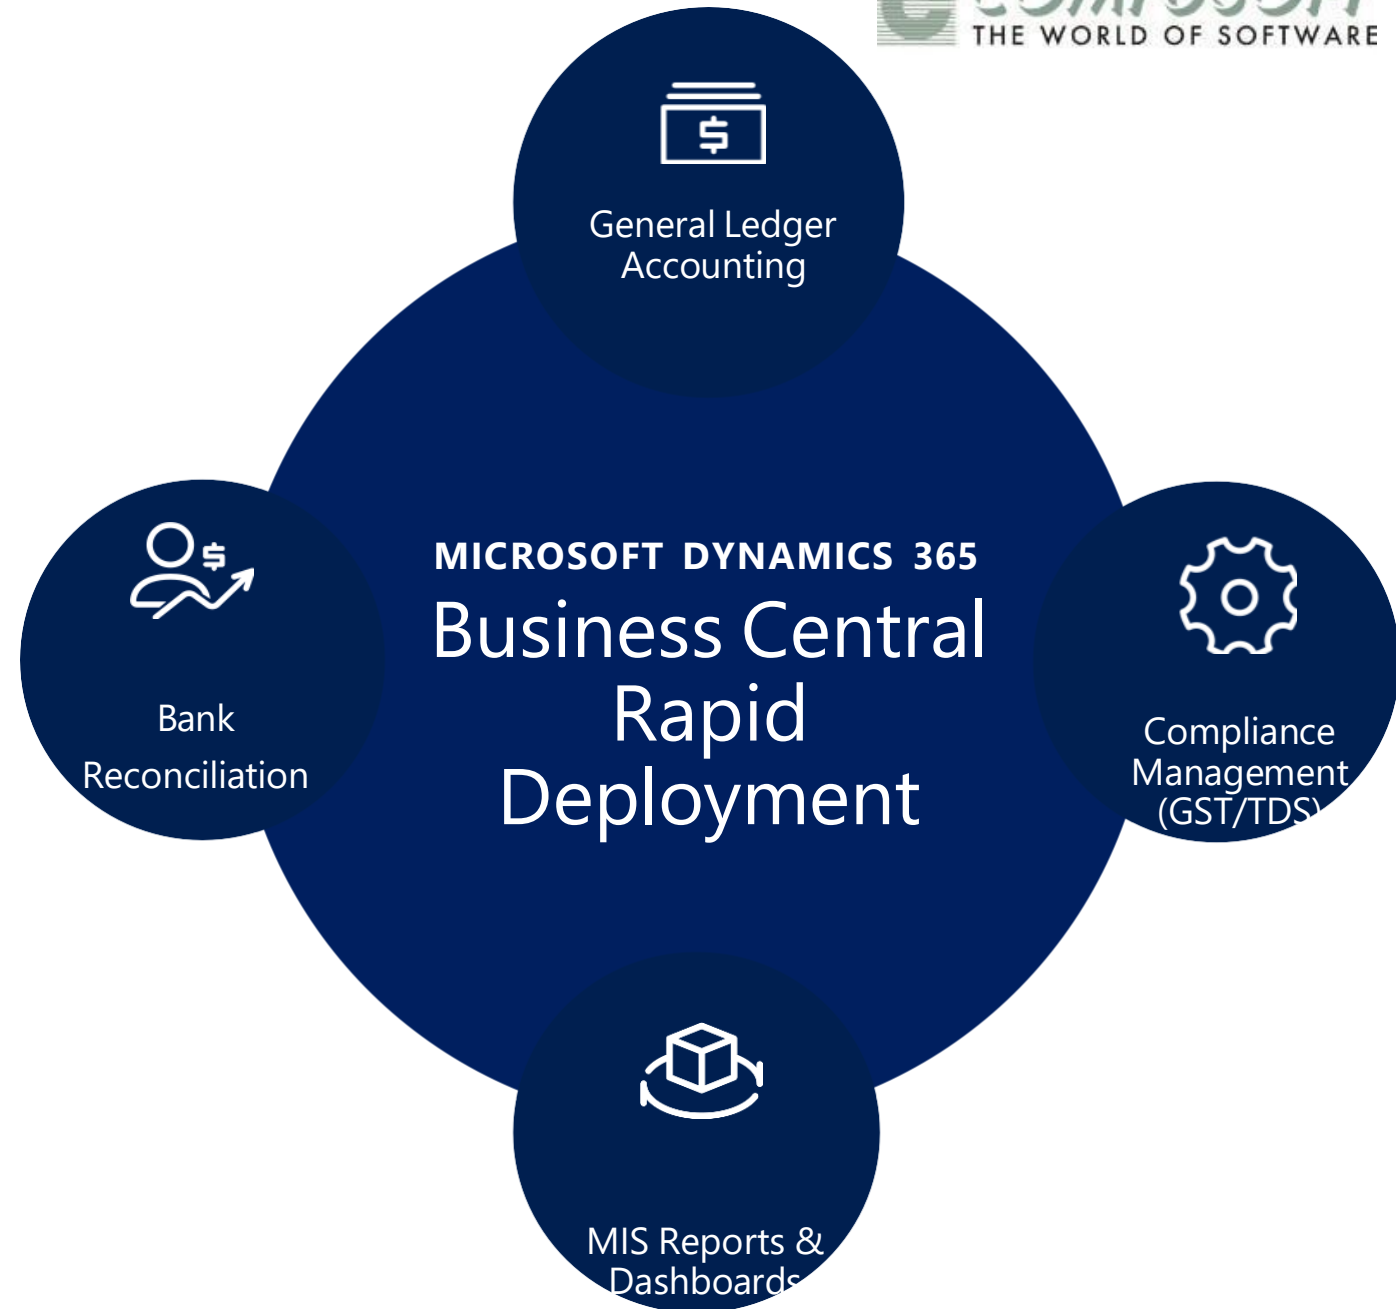 COMPUSOFT
THE WORLD OF SOFTWARE
$
General Ledger
Accounting
$
Bank
Reconciliation
MICROSOFT DYNAMICS 365
Business Central
Rapid
Deployment
Compliance
Management
(GST/TDS)
MIS Reports &
Dashboards